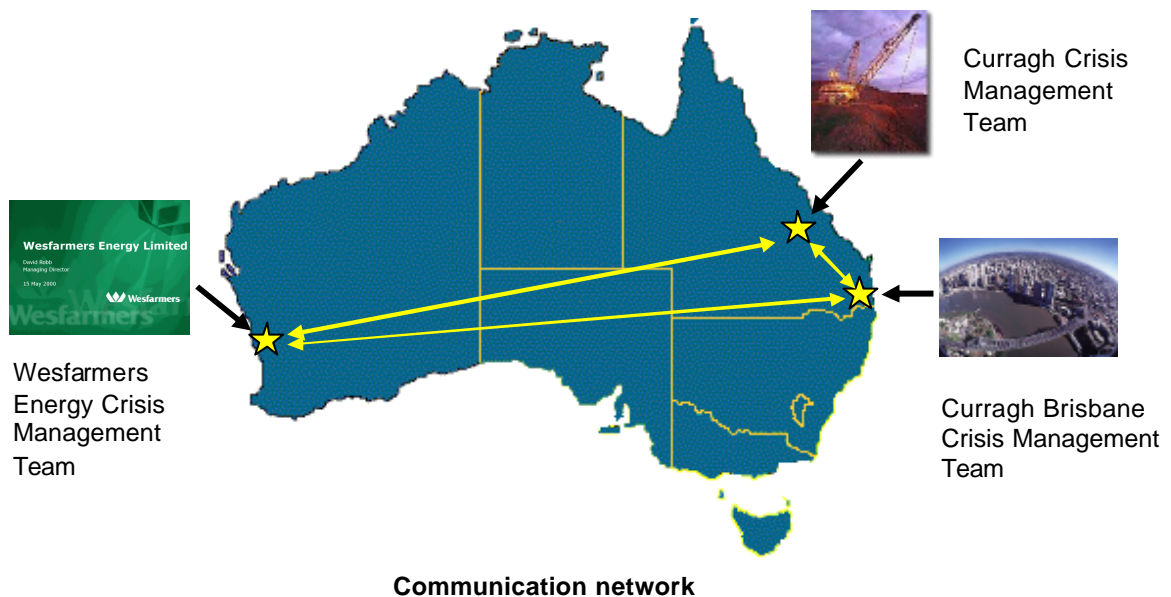 Curragh Crisis
Management
Team
Wesfarmers Energy Limited
David Robb
Managing Director
15 May 2000
Wesfarmers
Wesfarmers
Wesfarmers
Energy Crisis
Management
Team
Curragh Brisbane
Crisis Management
Team
Communication network